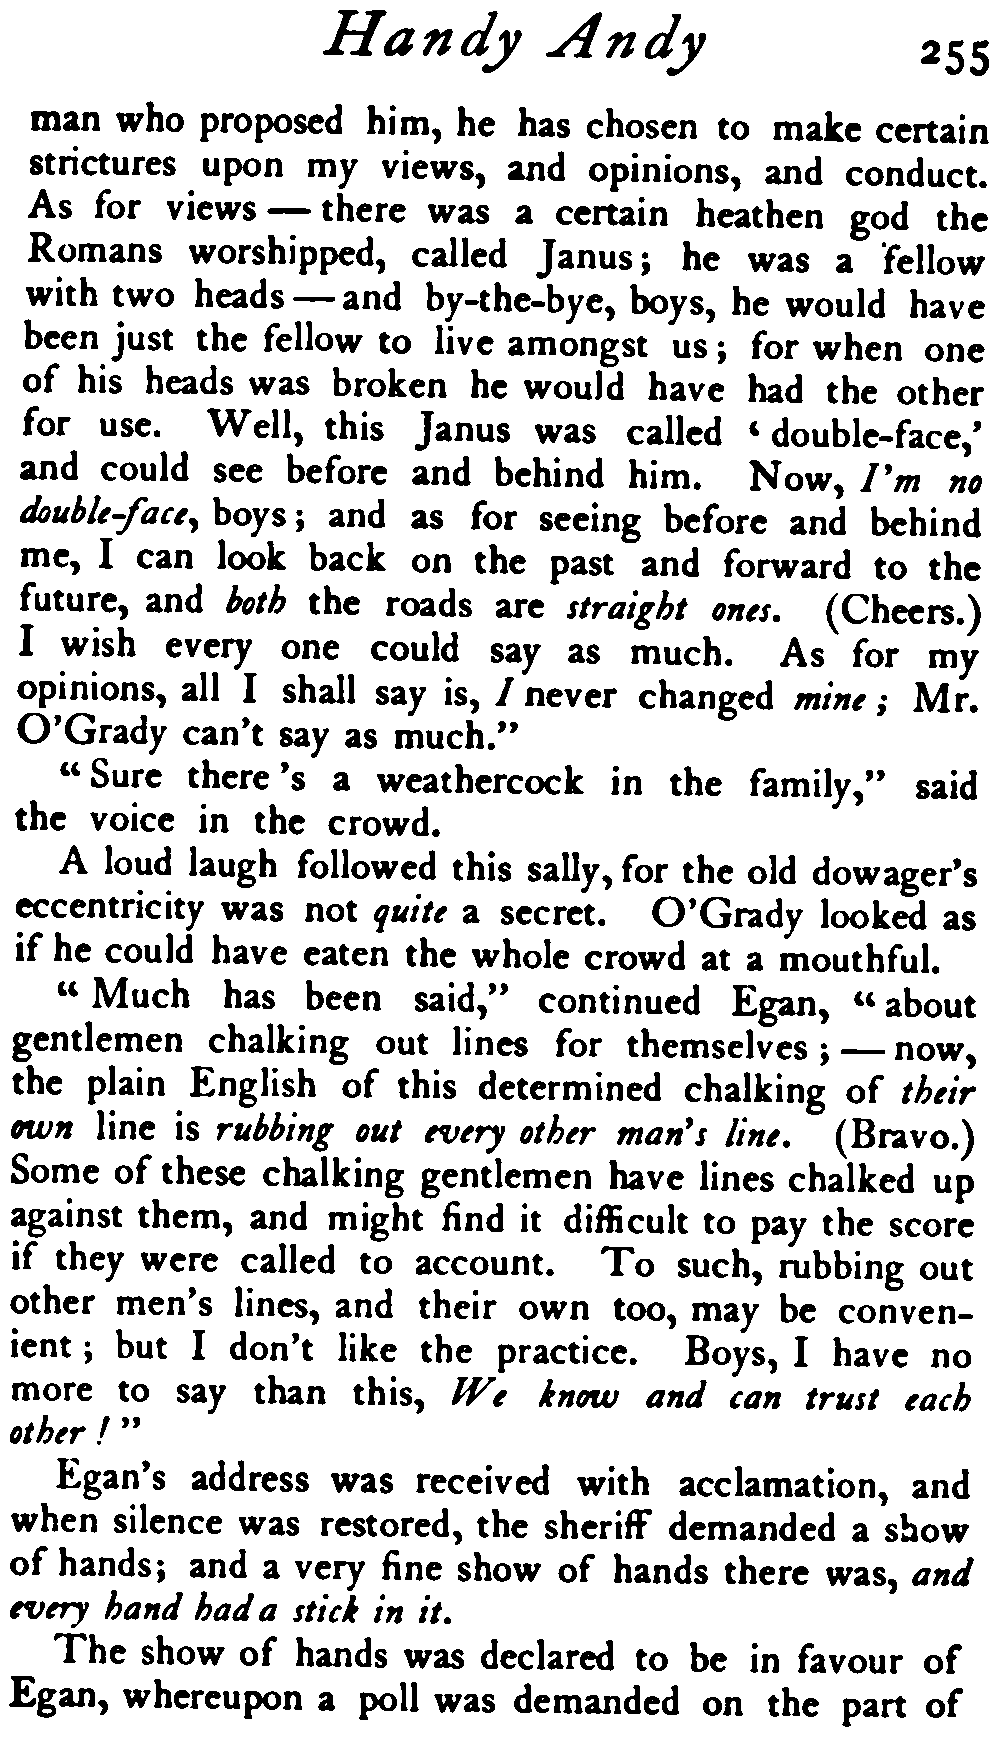 Handy Andy 255
man who proposed him, he has chosen to make certain
strictures upon my views, and opinions, and conduct.
As for views — there was a certain heathen god the
Romans worshipped, called Janus; he was a fellow
with two heads — and by-the-bye, boys, he would have
been just the fellow to live amongst us; for when one
of his heads was broken he would have had the other
for use. Well, this Janus was called ‘double-face,’
and could see before and behind him. Now, I’m no
double-face, boys; and as for seeing before and behind
me, I can look back on the past and forward to the
future, and both the roads are straight ones. (Cheers.)
I wish every one could say as much. As for my
opinions, all I shall say is, I never changed mine; Mr.
O’Grady can’t say as much.”
“Sure there ’s a weathercock in the family,” said
the voice in the crowd.
A loud laugh followed this sally, for the old dowager’s
eccentricity was not quite a secret. O’Grady looked as
if he could have eaten the whole crowd at a mouthful.
“Much has been said,” continued Egan, “about
gentlemen chalking out lines for themselves; — now,
the plain English of this determined chalking of their
own line is rubbing out every other man’s line. (Bravo.)
Some of these chalking gentlemen have lines chalked up
against them, and might find it difficult to pay the score
if they were called to account. To such, rubbing out
other men’s lines, and their own too, may be conven-
ient; but I don’t like the practice. Boys, I have no
more to say than this, We know and can trust each
other!”
Egan’s address was received with acclamation, and
when silence was restored, the sheriff demanded a show
of hands; and a very fine show of hands there was, and
every hand had a stick in it.
The show of hands was declared to be in favour of
Egan, whereupon a poll was demanded on the part of